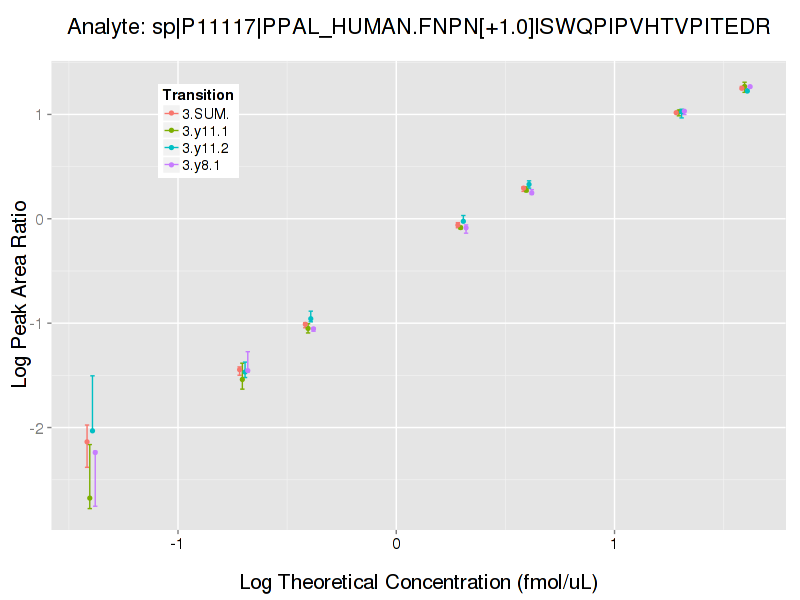 Analyte: sp|P11117|PPAL_HUMAN.FNPN[+1.0]ISWQPIPVHTVPITEDR
Transition
3.SUM.
3.y11.1
3.y11.2
3.y8.1
Log Peak Area Ratio
1
0
-1
-2
-1
0
1
Log Theoretical Concentration (fmol/uL)